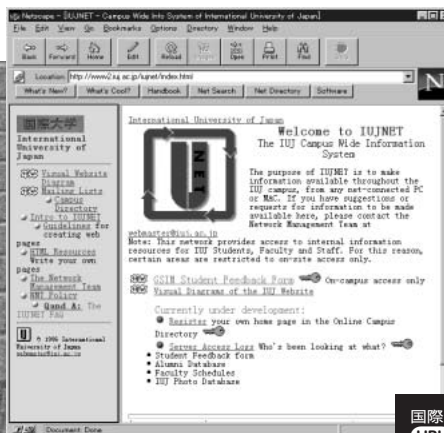 Netscape - [IUJNET - Campus Wide Info System of International University of Japan]
File Edit View Go Bookmarks Options Directory Window Help
Back Forward Home Edit Reload Open Print Find
Location: http://www2.iuj.ac.jp/iujnet/index.html
What's New? What's Cool? Handbook Net Search Net Directory Software
N
国際大学
International
University of
Japan
Visual Website
Diagram
Mailing Lists
Campus
Directory
Intro to IUJNET
Guidelines for
creating web
pages
HTML Resources
Write your own
pages
The Network
Management Team
NNI Policy
Q and A: The
IUJNET FAQ
© 1996 International
University of Japan
webmaster@iuj.ac.jp
International University of Japan
U NET
Welcome to IUJNET
The IUJ Campus Wide Information
System
The purpose of IUJNET is to make
information available throughout the
IUJ campus, from any net-connected PC
or MAC. If you have suggestions or
requests for information to be made
available here, please contact the
Network Management Team at
webmaster@iuj.ac.jp
Note: This network provides access to internal information
resources for IUJ Students, Faculty and Staff. For this reason,
certain areas are restricted to on-site access only.
GSIM Student Feedback Form On-campus access only
Visual Diagrams of the IUJ Website
Currently under development:
Register your own home page in the Online Campus
Directory
Server Access Logs Who's been looking at what?
Student Feedback form
Alumni Database
Faculty Schedules
IUJ Photo Database
Document: Done
国際